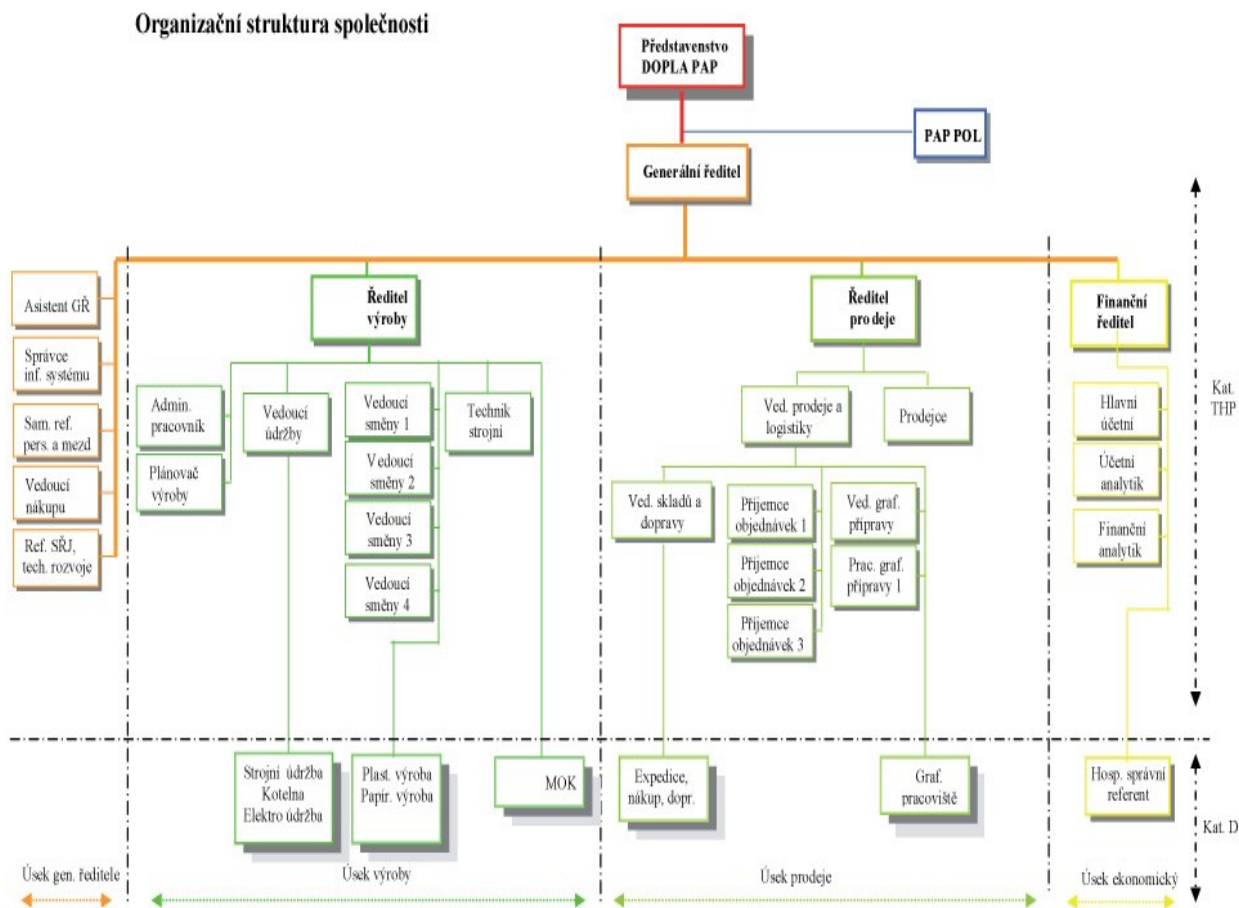 Organizační struktura společnosti
Představenstvo
DOPLA PAP
PAP POL
Generální ředitel
Asistent GŘ
Správce
inf. systému
Sam. ref.
pers. a mezd
Vedoucí
nákupu
Ref. SŘJ,
tech. rozvoje
Ředitel
výroby
Admin.
pracovník
Plánovač
výroby
Vedoucí
údržby
Vedoucí
směny 1
Vedoucí
směny 2
Vedoucí
směny 3
Vedoucí
směny 4
Technik
strojní
Ředitel
prodeje
Ved. prodeje a
logistiky
Prodejce
Ved. skladů a
dopravy
Příjemce
objednávek 1
Příjemce
objednávek 2
Příjemce
objednávek 3
Ved. graf.
přípravy
Prac. graf.
přípravy 1
Finanční
ředitel
Hlavní
účetní
Účetní
analytik
Finanční
analytik
Kat.
THP
Strojní údržba
Kotelna
Elektro údržba
Plast. výroba
Papír. výroba
MOK
Expedice,
nákup, dopr.
Graf.
pracoviště
Hosp. správní
referent
Kat. D
Úsek gen. ředitele
Úsek výroby
Úsek prodeje
Úsek ekonomický